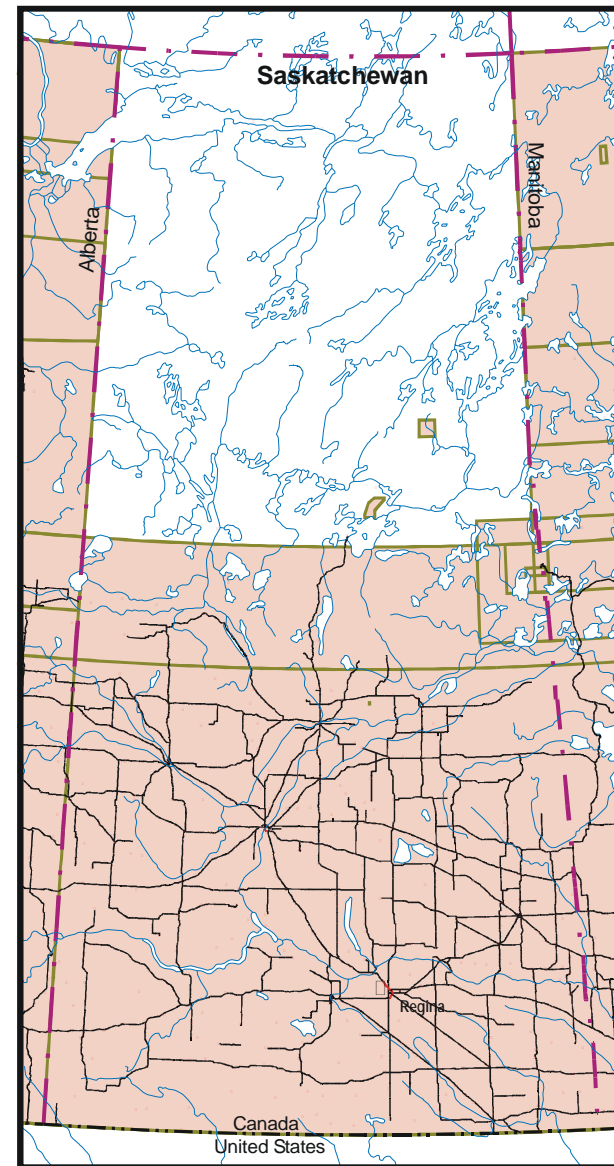 Saskatchewan
Manitoba
Alberta
Regina
Canada
United States